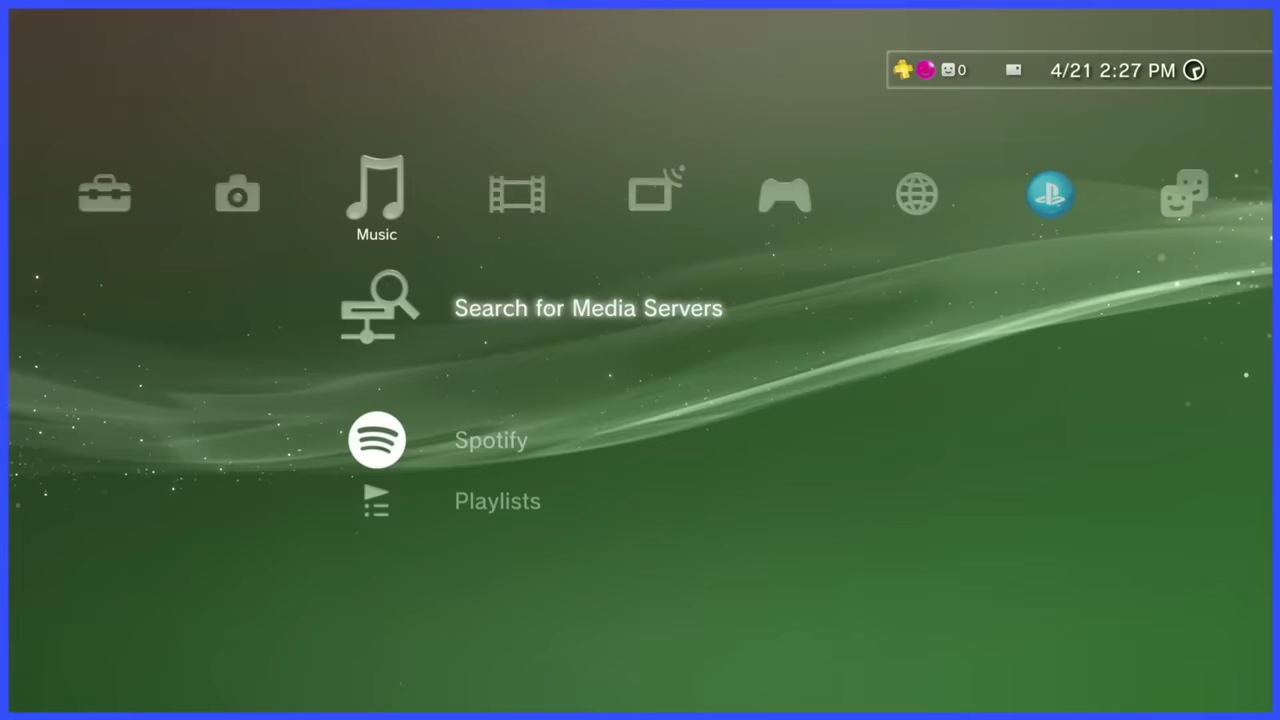 0 4/21 2:27 PM
Music
Search for Media Servers
Spotify
Playlists